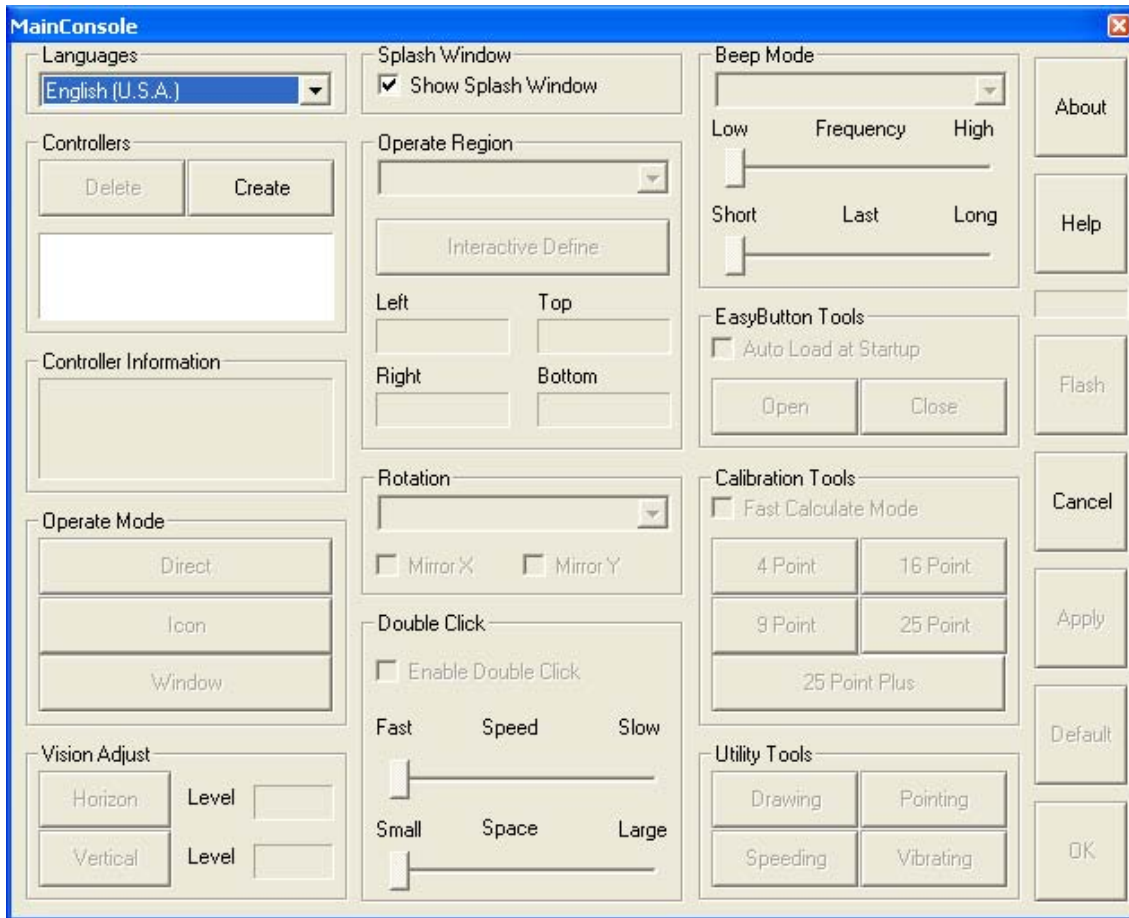 MainConsole
Languages
English (U.S.A.)
Controllers
Delete Create
Controller Information
Operate Mode
Direct
Icon
Window
Vision Adjust
Horizon Level
Vertical Level
Splash Window
Show Splash Window
Operate Region
Interactive Define
Left Top
Right Bottom
Rotation
Mirror X Mirror Y
Double Click
Enable Double Click
Fast Speed Slow
Small Space Large
Beep Mode
Low Frequency High
Short Last Long
EasyButton Tools
Auto Load at Startup
Open Close
Calibration Tools
Fast Calculate Mode
4 Point 16 Point
9 Point 25 Point
25 Point Plus
Utility Tools
Drawing Pointing
Speeding Vibrating
About
Help
Flash
Cancel
Apply
Default
OK